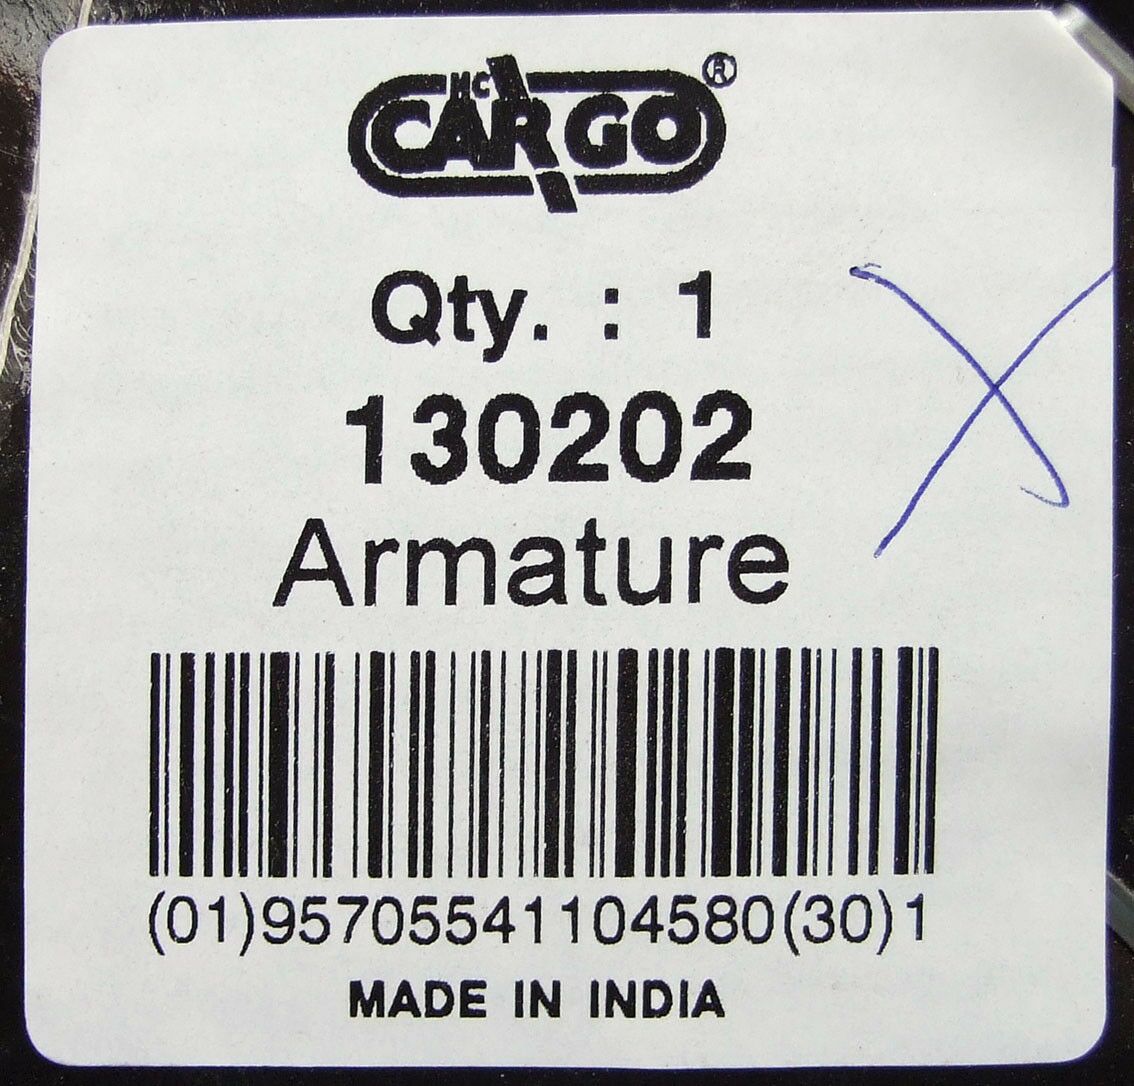 HC
CARGO®
Qty. : 1
130202
Armature
(01)95705541104580(30)1
MADE IN INDIA